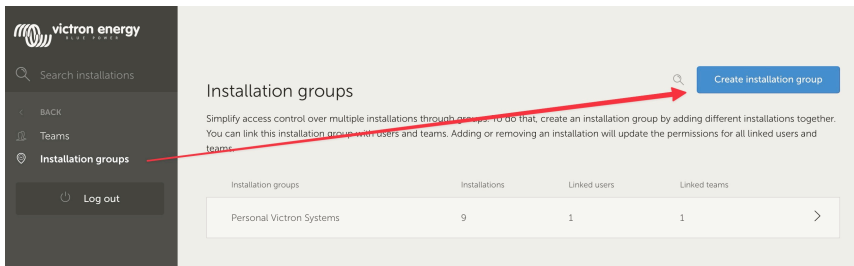 victron energy
BLUE POWER
Search installations
BACK
Teams
Installation groups
Log out
Create installation group
Installation groups
Simplify access control over multiple installations through groups. To do that, create an installation group by adding different installations together.
You can link this installation group with users and teams. Adding or removing an installation will update the permissions for all linked users and
teams.
Installation groups Installations Linked users Linked teams
Personal Victron Systems 9 1 1